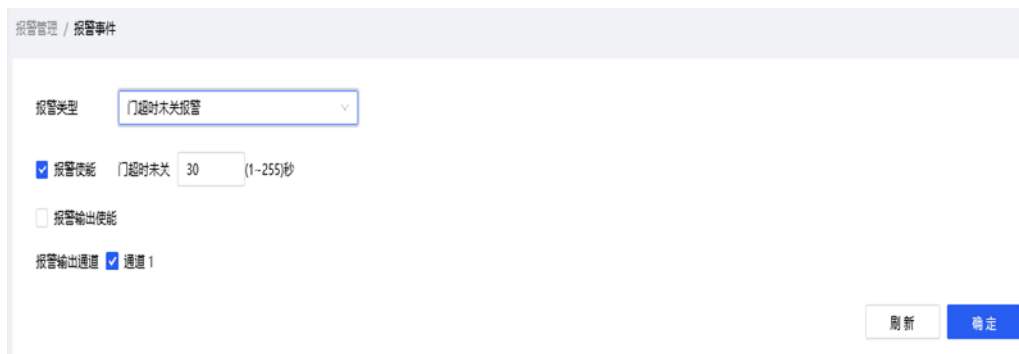 报警管理 / 报警事件
报警类型 门超时未关报警
报警使能 门超时未关 30 (1~255)秒
报警输出使能
报警输出通道 通道 1
刷 新 确 定